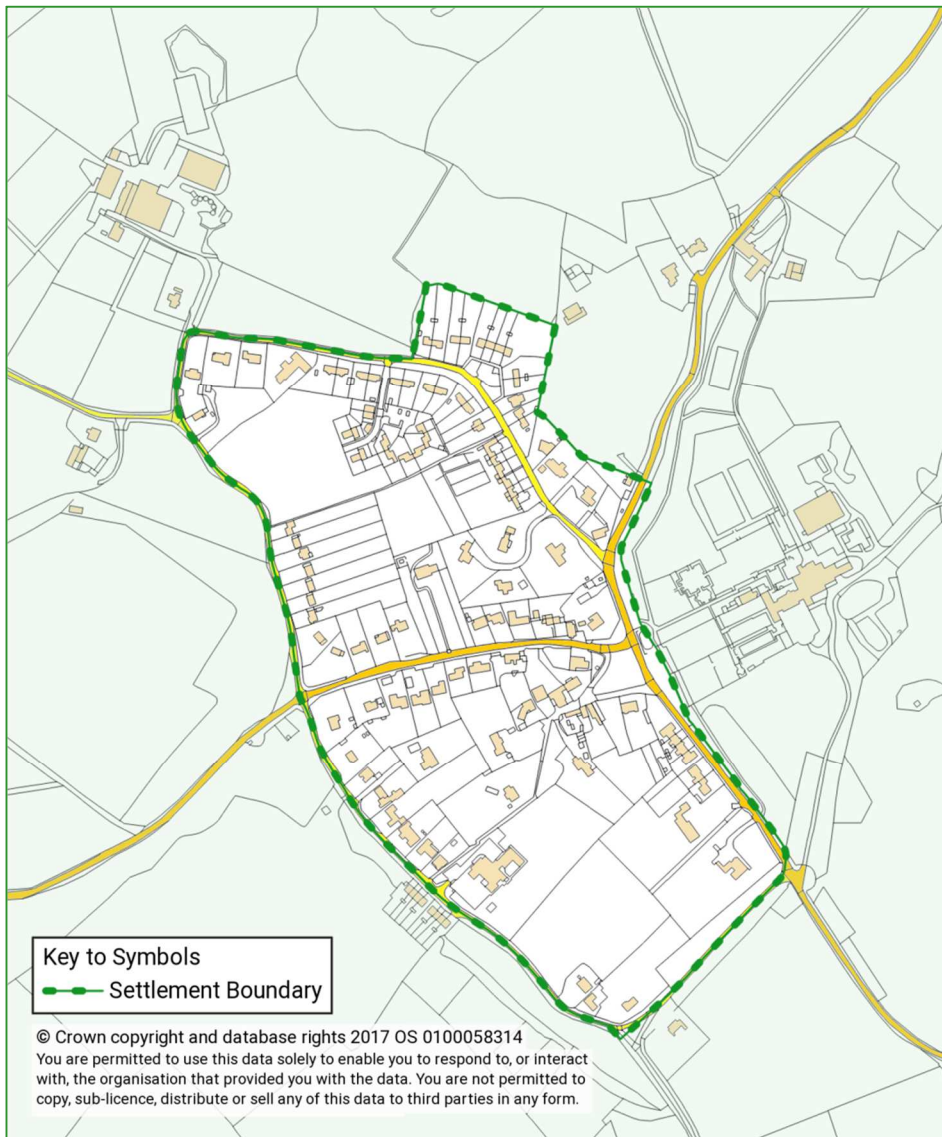 Key to Symbols
Settlement Boundary
© Crown copyright and database rights 2017 OS 0100058314
You are permitted to use this data solely to enable you to respond to, or interact
with, the organisation that provided you with the data. You are not permitted to
copy, sub-licence, distribute or sell any of this data to third parties in any form.